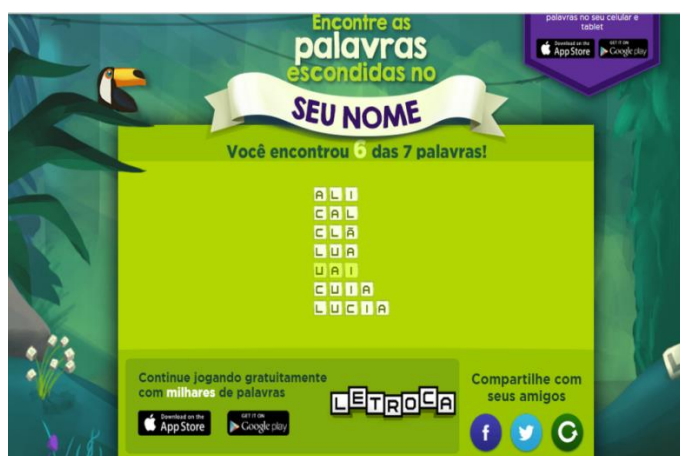 Encontre as
palavras
escondidas no
SEU NOME
palavras no seu celular e
tablet
Download on the
App Store
GET IT ON
Google play
Você encontrou 6 das 7 palavras!
ALI
CAL
CLÃ
LUA
UAI
CUIA
LUCIA
Continue jogando gratuitamente
com milhares de palavras
Download on the
App Store
GET IT ON
Google play
LETROCA
Compartilhe com
seus amigos
f